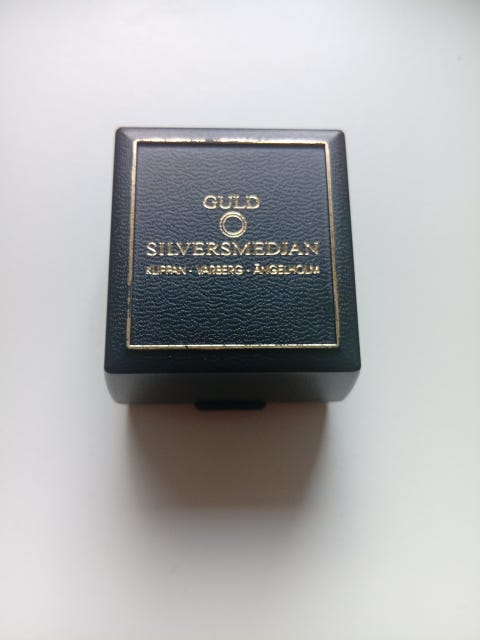 GULD
O
SILVERSMEDJAN
KLIPPAN - VARBERG - ÄNGELHOLM